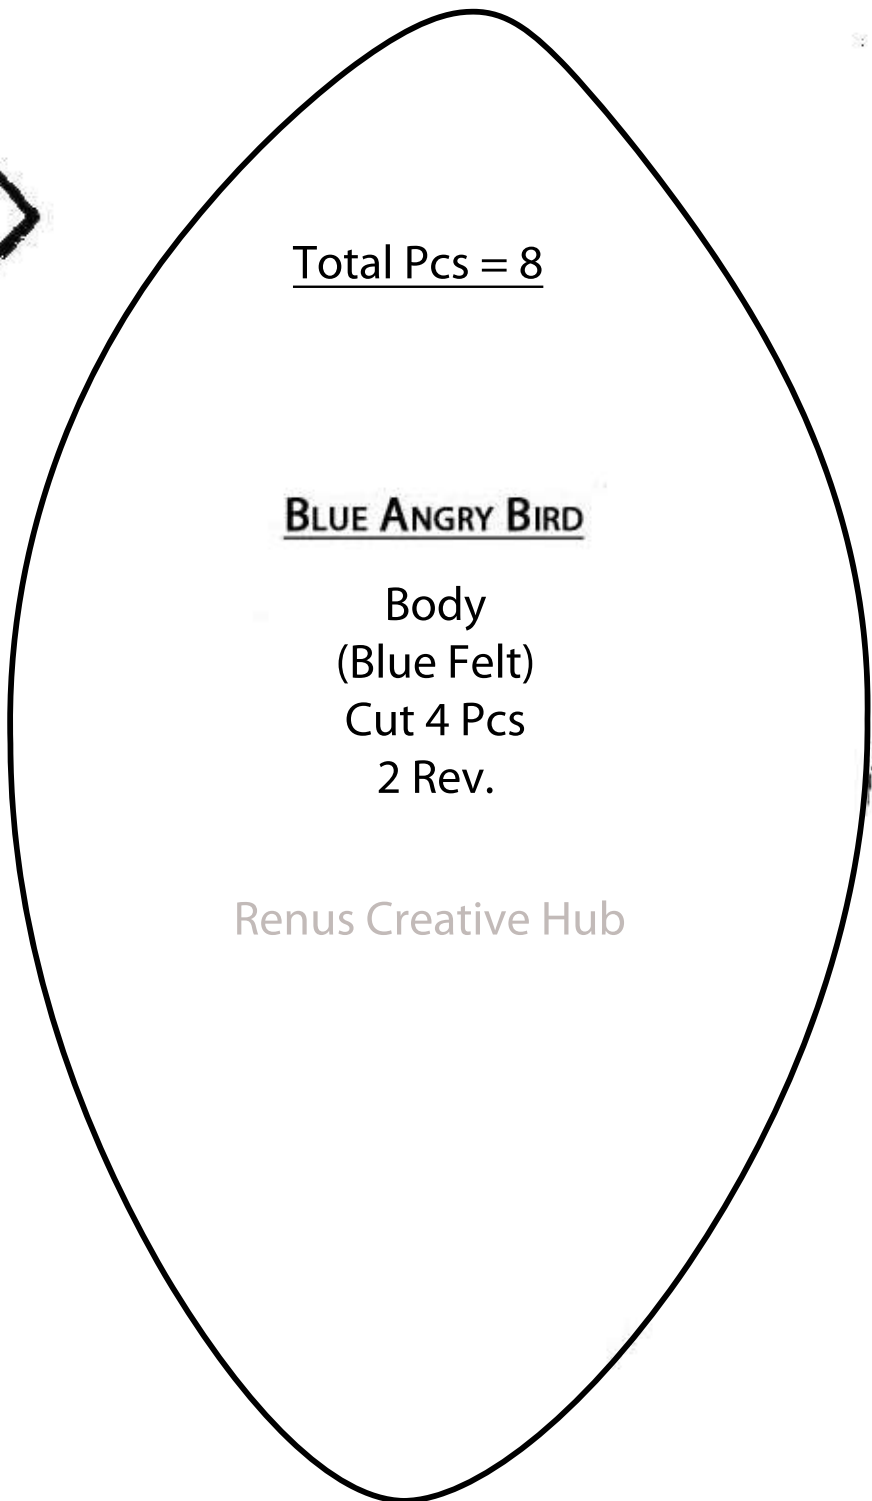 Total Pcs = 8
BLUE ANGRY BIRD
Body
(Blue Felt)
Cut 4 Pcs
2 Rev.
Renus Creative Hub